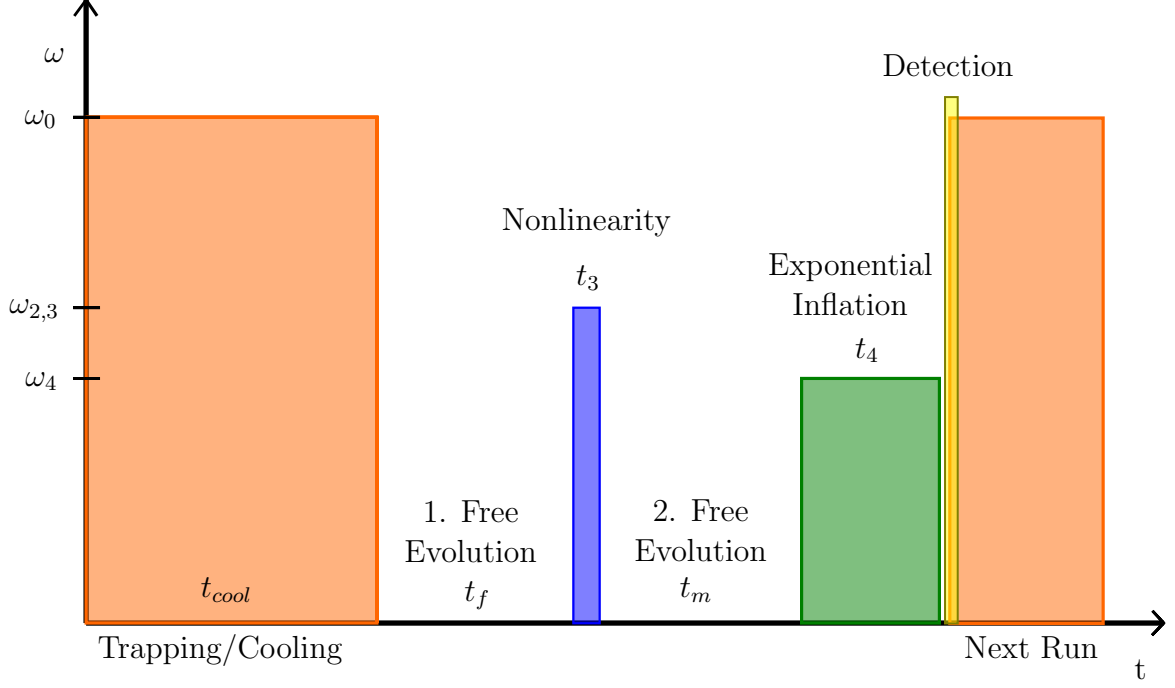 ω
ω₀
ω₂,₃
ω₄
Detection
Nonlinearity
t₃
Exponential
Inflation
t₄
1. Free
Evolution
t_f
2. Free
Evolution
t_m
t_cool
Trapping/Cooling
Next Run
t